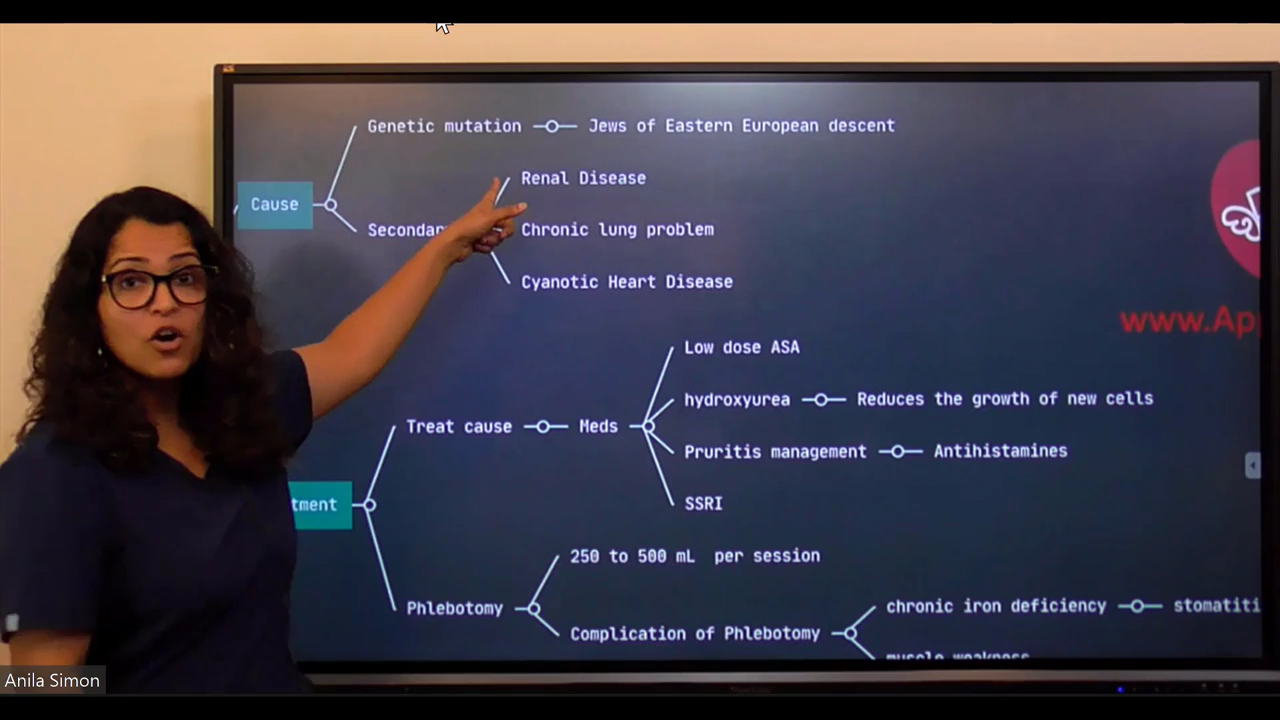 Genetic mutation Jews of Eastern European descent
Renal Disease
Cause
Chronic lung problem
Cyanotic Heart Disease
www.Ap
Low dose ASA
hydroxyurea Reduces the growth of new cells
Treat cause Meds
Pruritis management Antihistamines
SSRI
250 to 500 mL per session
Phlebotomy
chronic iron deficiency
Complication of Phlebotomy
Anila Simon